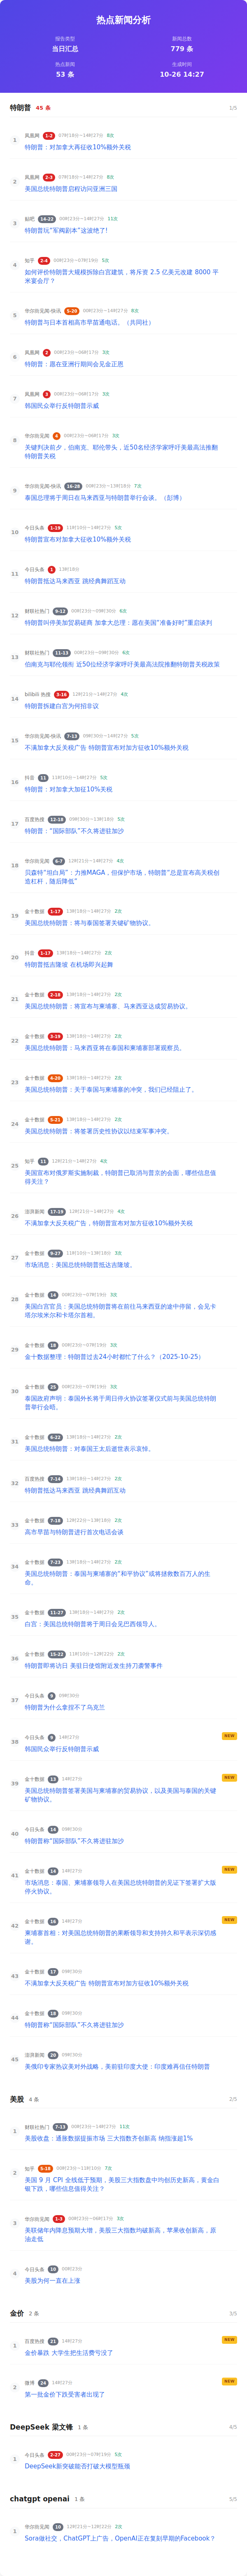 热点新闻分析
报告类型
新闻总数
当日汇总
779 条
热点新闻
生成时间
53 条
10-26 14:27
特朗普 45 条 1/5
1 凤凰网 1-2 07时18分~14时27分 8次
特朗普：对加拿大再征收10%额外关税
2 凤凰网 2-3 07时18分~14时27分 8次
美国总统特朗普启程访问亚洲三国
3 贴吧 14-22 00时23分~14时27分 11次
特朗普玩“军阀剧本”这波绝了!
4 知乎 2-4 00时23分~07时19分 5次
如何评价特朗普大规模拆除白宫建筑，将斥资 2.5 亿美元改建 8000 平
米宴会厅？
5 华尔街见闻-快讯 5-20 00时23分~14时27分 6次
特朗普与日本首相高市早苗通电话。（共同社）
6 凤凰网 2 00时23分~06时17分 3次
特朗普：愿在亚洲行期间会见金正恩
7 凤凰网 3 00时23分~06时17分 3次
韩国民众举行反特朗普示威
8 华尔街见闻 4 00时23分~06时17分 3次
关键判决前夕，伯南克、耶伦带头，近50名经济学家呼吁美最高法推翻
特朗普关税
9 华尔街见闻-快讯 16-28 00时23分~13时18分 7次
泰国总理将于周日在马来西亚与特朗普举行会谈。（彭博）
10 今日头条 1-19 11时10分~14时27分 5次
特朗普宣布对加拿大征收10%额外关税
11 今日头条 1 13时18分
特朗普抵达马来西亚 跳经典舞蹈互动
12 财联社热门 9-12 00时23分~09时30分 6次
特朗普叫停美加贸易磋商 加拿大总理：愿在美国“准备好时”重启谈判
13 财联社热门 11-13 00时23分~09时30分 6次
伯南克与耶伦领衔 近50位经济学家呼吁美最高法院推翻特朗普关税政策
14 bilibili 热搜 3-16 12时21分~14时27分 4次
特朗普拆建白宫为何招非议
15 华尔街见闻-快讯 7-13 09时30分~14时27分 5次
不满加拿大反关税广告 特朗普宣布对加方征收10%额外关税
16 抖音 11 11时10分~14时27分 5次
特朗普：对加拿大加征10%关税
17 百度热搜 12-18 09时30分~13时18分 5次
特朗普：“国际部队”不久将进驻加沙
18 华尔街见闻 6-7 12时21分~14时27分 4次
贝森特“坦白局”：力推MAGA，但保护市场，特朗普“总是宣布高关税创
造杠杆，随后降低”
19 金十数据 1-17 13时18分~14时27分 2次
美国总统特朗普：将与泰国签署关键矿物协议。
20 抖音 1-17 13时18分~14时27分 2次
特朗普抵吉隆坡 在机场即兴起舞
21 金十数据 2-18 13时18分~14时27分 2次
美国总统特朗普：将宣布与柬埔寨、马来西亚达成贸易协议。
22 金十数据 3-19 13时18分~14时27分 2次
美国总统特朗普：马来西亚将在泰国和柬埔寨部署观察员。
23 金十数据 4-20 13时18分~14时27分 2次
美国总统特朗普：关于泰国与柬埔寨的冲突，我们已经阻止了。
24 金十数据 5-21 13时18分~14时27分 2次
美国总统特朗普：将签署历史性协议以结束军事冲突。
25 知乎 11 12时21分~14时27分 4次
美国宣布对俄罗斯实施制裁，特朗普已取消与普京的会面，哪些信息值
得关注？
26 澎湃新闻 17-19 12时21分~14时27分 4次
不满加拿大反关税广告，特朗普宣布对加方征收10%额外关税
27 金十数据 9-27 11时10分~13时18分 3次
市场消息：美国总统特朗普抵达吉隆坡。
28 金十数据 14 00时23分~07时19分 3次
美国白宫官员：美国总统特朗普将在前往马来西亚的途中停留，会见卡
塔尔埃米尔和卡塔尔首相。
29 金十数据 18 00时23分~07时19分 3次
金十数据整理：特朗普过去24小时都忙了什么？（2025-10-25）
30 金十数据 25 00时23分~07时19分 3次
泰国政府声明：泰国外长将于周日停火协议签署仪式前与美国总统特朗
普举行会晤。
31 金十数据 6-22 13时18分~14时27分 2次
美国总统特朗普：对泰国王太后逝世表示哀悼。
32 百度热搜 7-14 13时18分~14时27分 2次
特朗普抵达马来西亚 跳经典舞蹈互动
33 金十数据 7-18 12时22分~13时18分 2次
高市早苗与特朗普进行首次电话会谈
34 金十数据 7-23 13时18分~14时27分 2次
美国总统特朗普：泰国与柬埔寨的“和平协议”或将拯救数百万人的生
命。
35 金十数据 11-27 13时18分~14时27分 2次
白宫：美国总统特朗普将于周日会见巴西领导人。
36 金十数据 15-22 11时10分~12时22分 2次
特朗普即将访日 美驻日使馆附近发生持刀袭警事件
37 今日头条 9 09时30分
特朗普为什么拿捏不了乌克兰
38 今日头条 9 14时27分 NEW
韩国民众举行反特朗普示威
39 金十数据 13 14时27分 NEW
美国总统特朗普签署美国与柬埔寨的贸易协议，以及美国与泰国的关键
矿物协议。
40 今日头条 14 09时30分
特朗普称“国际部队”不久将进驻加沙
41 金十数据 14 14时27分 NEW
市场消息：泰国、柬埔寨领导人在美国总统特朗普的见证下签署扩大版
停火协议。
42 金十数据 16 14时27分 NEW
柬埔寨首相：对美国总统特朗普的果断领导和支持持久和平表示深切感
谢。
43 金十数据 17 09时30分
不满加拿大反关税广告 特朗普宣布对加方征收10%额外关税
44 金十数据 18 09时30分
特朗普称“国际部队”不久将进驻加沙
45 澎湃新闻 20 09时30分
美俄印专家热议美对外战略，美前驻印度大使：印度难再信任特朗普
美股 4 条 2/5
1 财联社热门 7-13 00时23分~14时27分 11次
美股收盘：通胀数据提振市场 三大指数齐创新高 纳指涨超1%
2 知乎 5-18 00时23分~11时10分 7次
美国 9 月 CPI 全线低于预期，美股三大指数盘中均创历史新高，黄金白
银下跌，哪些信息值得关注？
3 华尔街见闻 1-3 00时23分~06时17分 3次
美联储年内降息预期大增，美股三大指数均破新高，苹果收创新高，原
油走低
4 今日头条 10 00时23分
美股为何一直在上涨
金价 2 条 3/5
1 百度热搜 21 14时27分 NEW
金价暴跌 大学生把生活费亏没了
2 微博 24 14时27分 NEW
第一批金价下跌受害者出现了
DeepSeek 梁文锋 1 条 4/5
1 今日头条 2-27 00时23分~07时19分 5次
DeepSeek新突破能否打破大模型瓶颈
chatgpt openai 1 条 5/5
1 华尔街见闻 10 12时21分~12时22分 2次
Sora做社交，ChatGPT上广告，OpenAI正在复刻早期的Facebook？